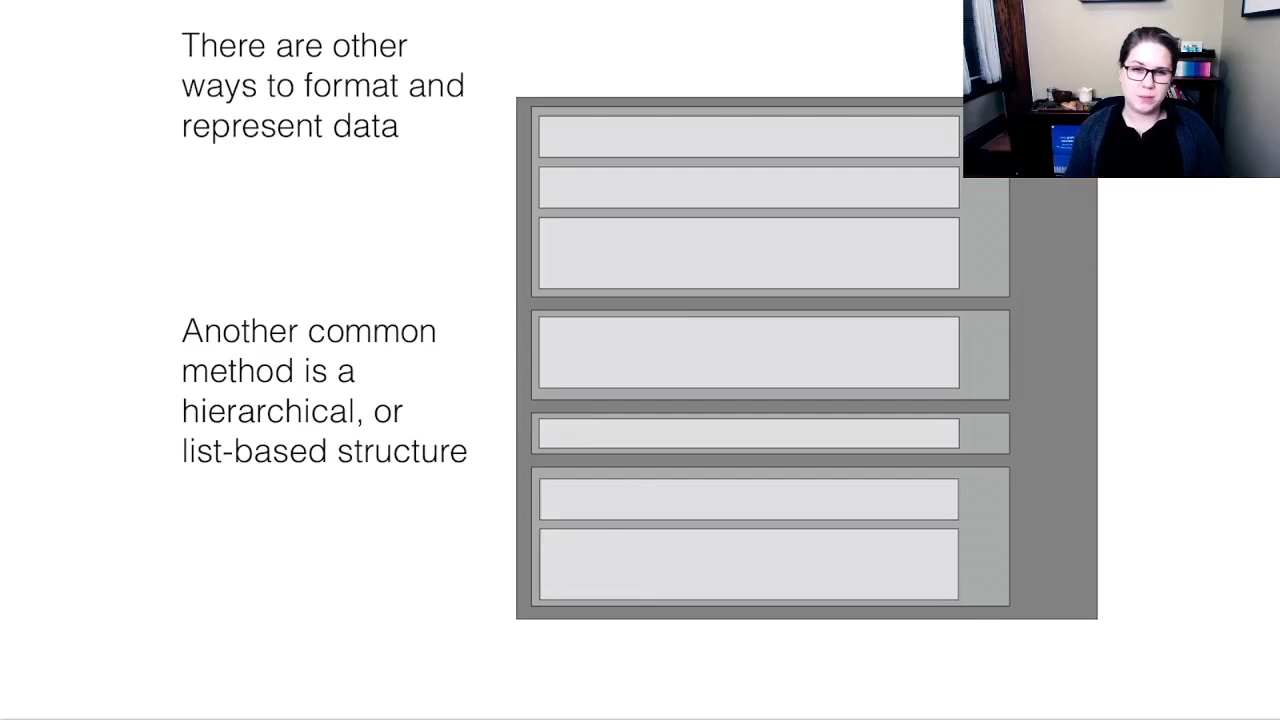 There are other
ways to format and
represent data
Another common
method is a
hierarchical, or
list-based structure